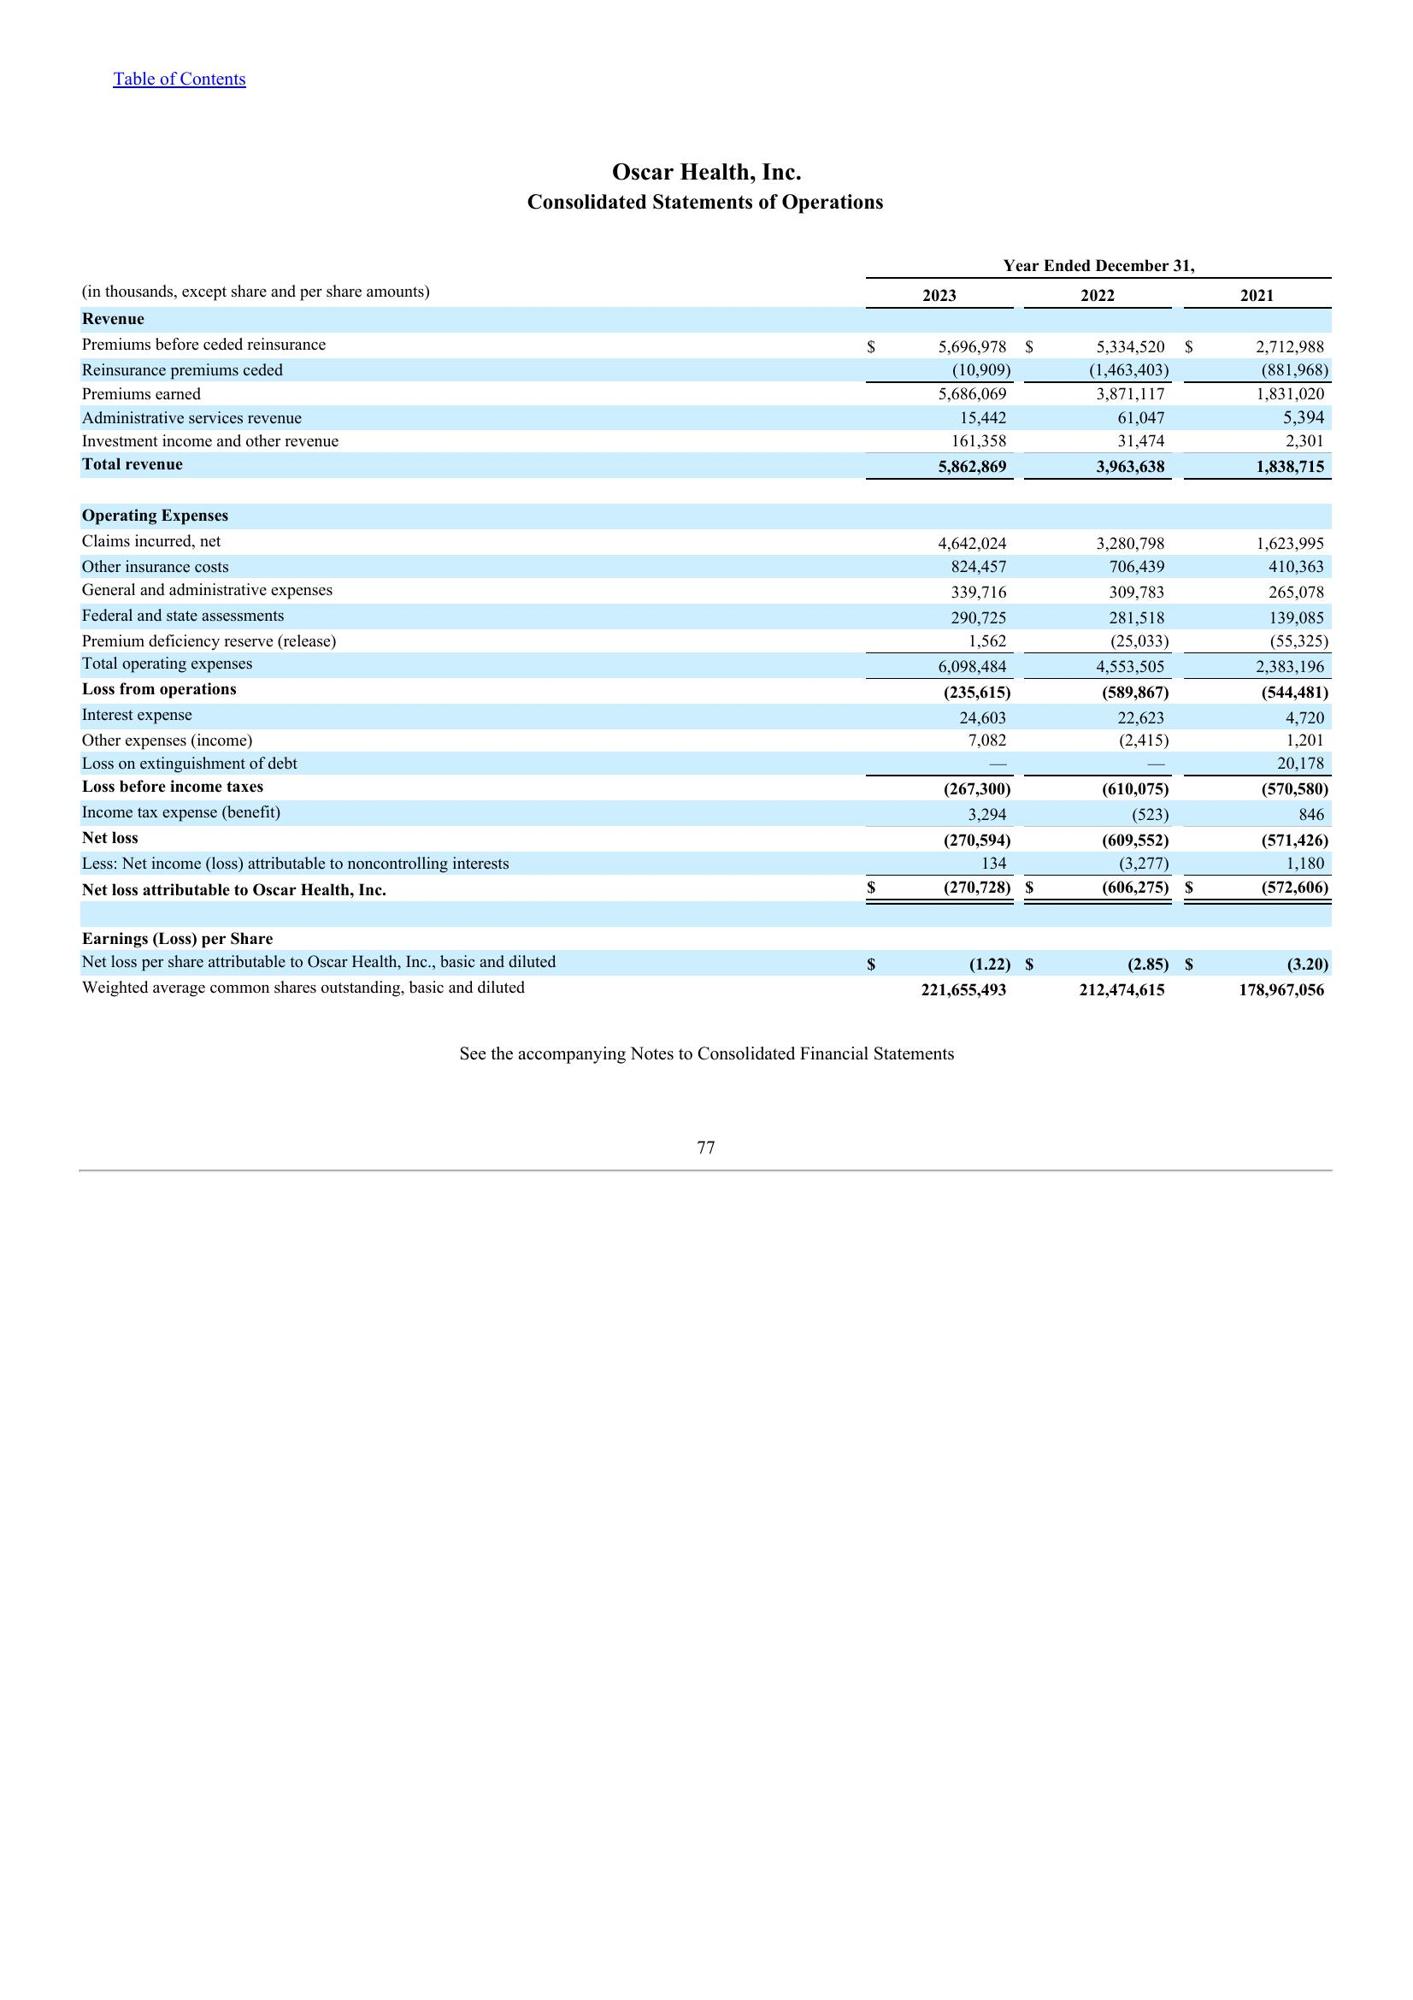 Table of Contents
Oscar Health, Inc.
Consolidated Statements of Operations
Year Ended December 31,
(in thousands, except share and per share amounts) 2023 2022 2021
Revenue
Premiums before ceded reinsurance $ 5,696,978 $ 5,334,520 $ 2,712,988
Reinsurance premiums ceded (10,909) (1,463,403) (881,968)
Premiums earned 5,686,069 3,871,117 1,831,020
Administrative services revenue 15,442 61,047 5,394
Investment income and other revenue 161,358 31,474 2,301
Total revenue 5,862,869 3,963,638 1,838,715
Operating Expenses
Claims incurred, net 4,642,024 3,280,798 1,623,995
Other insurance costs 824,457 706,439 410,363
General and administrative expenses 339,716 309,783 265,078
Federal and state assessments 290,725 281,518 139,085
Premium deficiency reserve (release) 1,562 (25,033) (55,325)
Total operating expenses 6,098,484 4,553,505 2,383,196
Loss from operations (235,615) (589,867) (544,481)
Interest expense 24,603 22,623 4,720
Other expenses (income) 7,082 (2,415) 1,201
Loss on extinguishment of debt — — 20,178
Loss before income taxes (267,300) (610,075) (570,580)
Income tax expense (benefit) 3,294 (523) 846
Net loss (270,594) (609,552) (571,426)
Less: Net income (loss) attributable to noncontrolling interests 134 (3,277) 1,180
Net loss attributable to Oscar Health, Inc. $ (270,728) $ (606,275) $ (572,606)
Earnings (Loss) per Share
Net loss per share attributable to Oscar Health, Inc., basic and diluted $ (1.22) $ (2.85) $ (3.20)
Weighted average common shares outstanding, basic and diluted 221,655,493 212,474,615 178,967,056
See the accompanying Notes to Consolidated Financial Statements
77